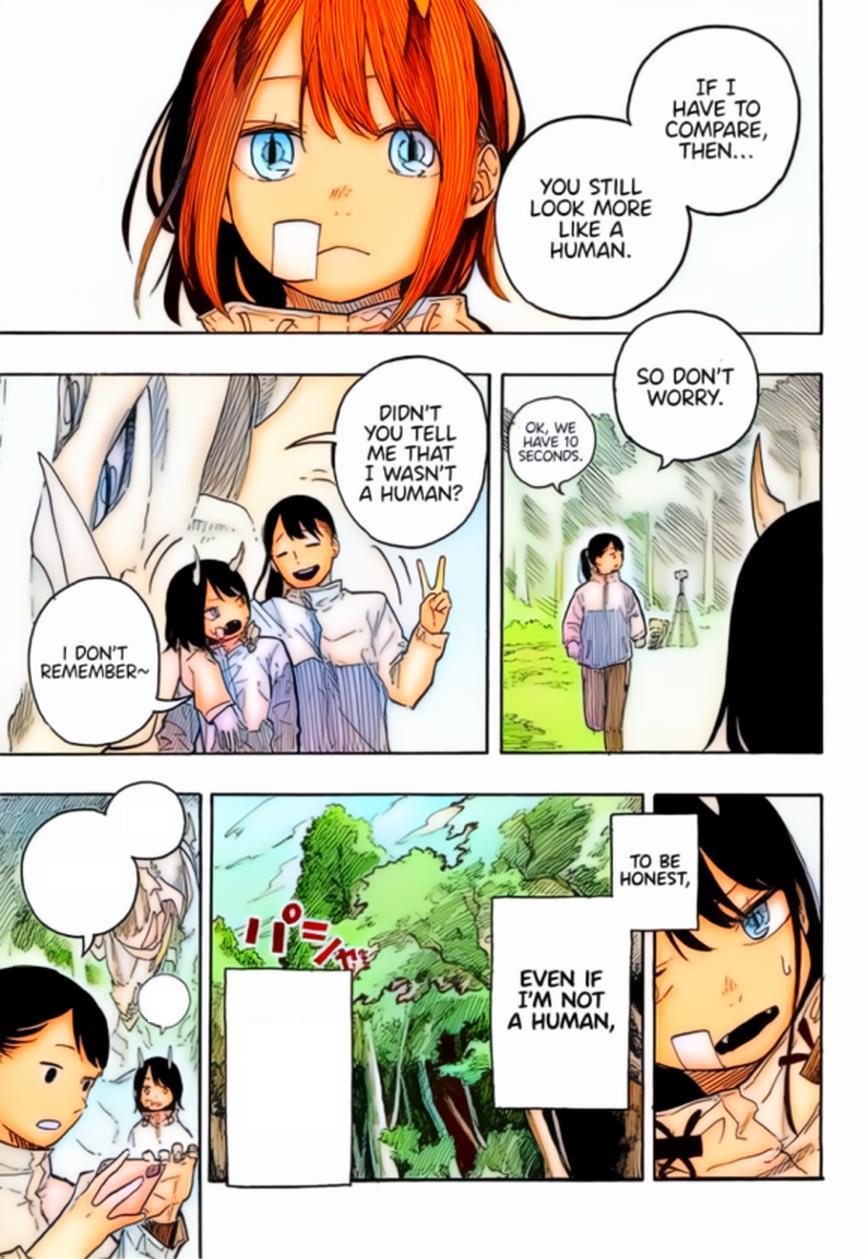 IF I
HAVE TO
COMPARE,
THEN...
YOU STILL
LOOK MORE
LIKE A
HUMAN.
SO DON'T
WORRY.
OK, WE
HAVE 10
SECONDS.
DIDN'T
YOU TELL
ME THAT
I WASN'T
A HUMAN?
I DON'T
REMEMBER~
TO BE
HONEST,
EVEN IF
I'M NOT
A HUMAN,
パシャ